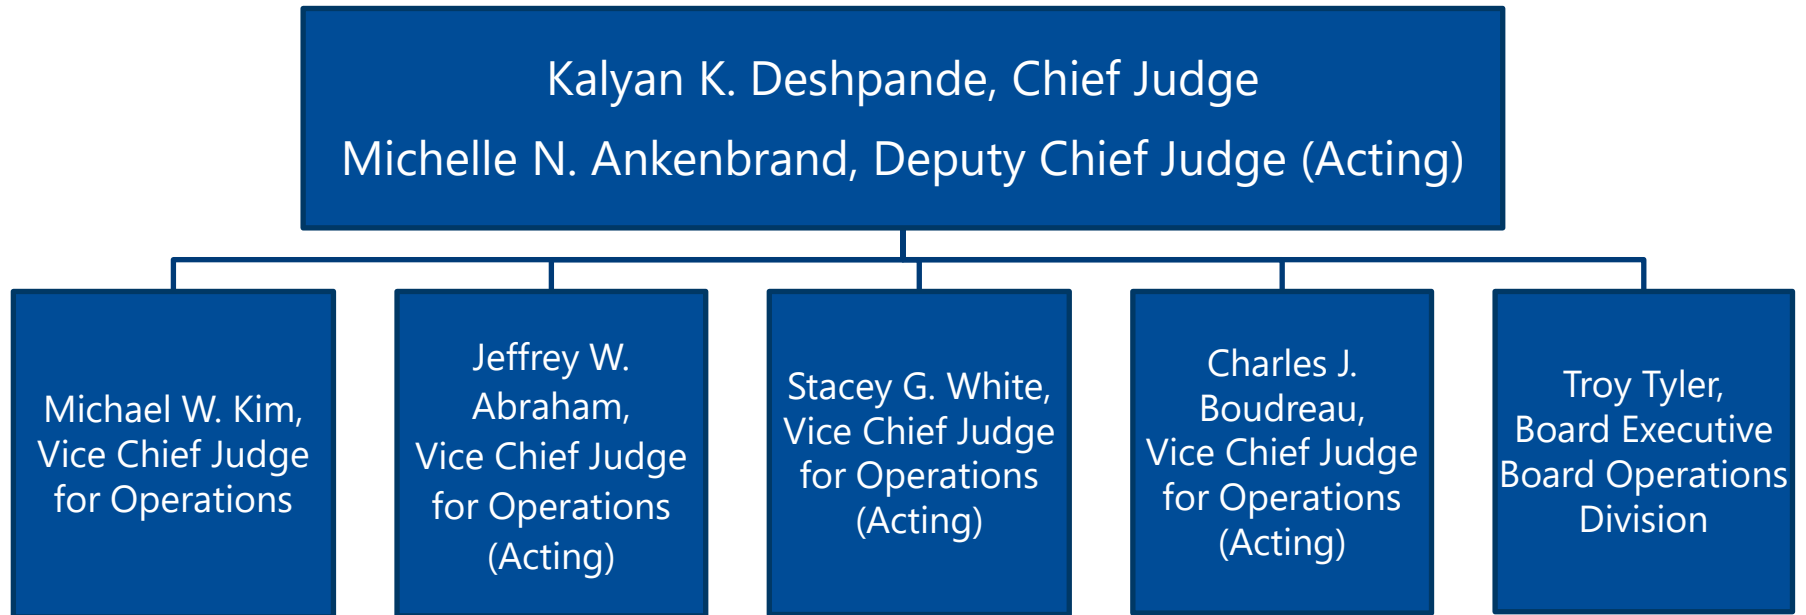 Kalyan K. Deshpande, Chief Judge
Michelle N. Ankenbrand, Deputy Chief Judge (Acting)
Michael W. Kim,
Vice Chief Judge
for Operations
Jeffrey W.
Abraham,
Vice Chief Judge
for Operations
(Acting)
Stacey G. White,
Vice Chief Judge
for Operations
(Acting)
Charles J.
Boudreau,
Vice Chief Judge
for Operations
(Acting)
Troy Tyler,
Board Executive
Board Operations
Division